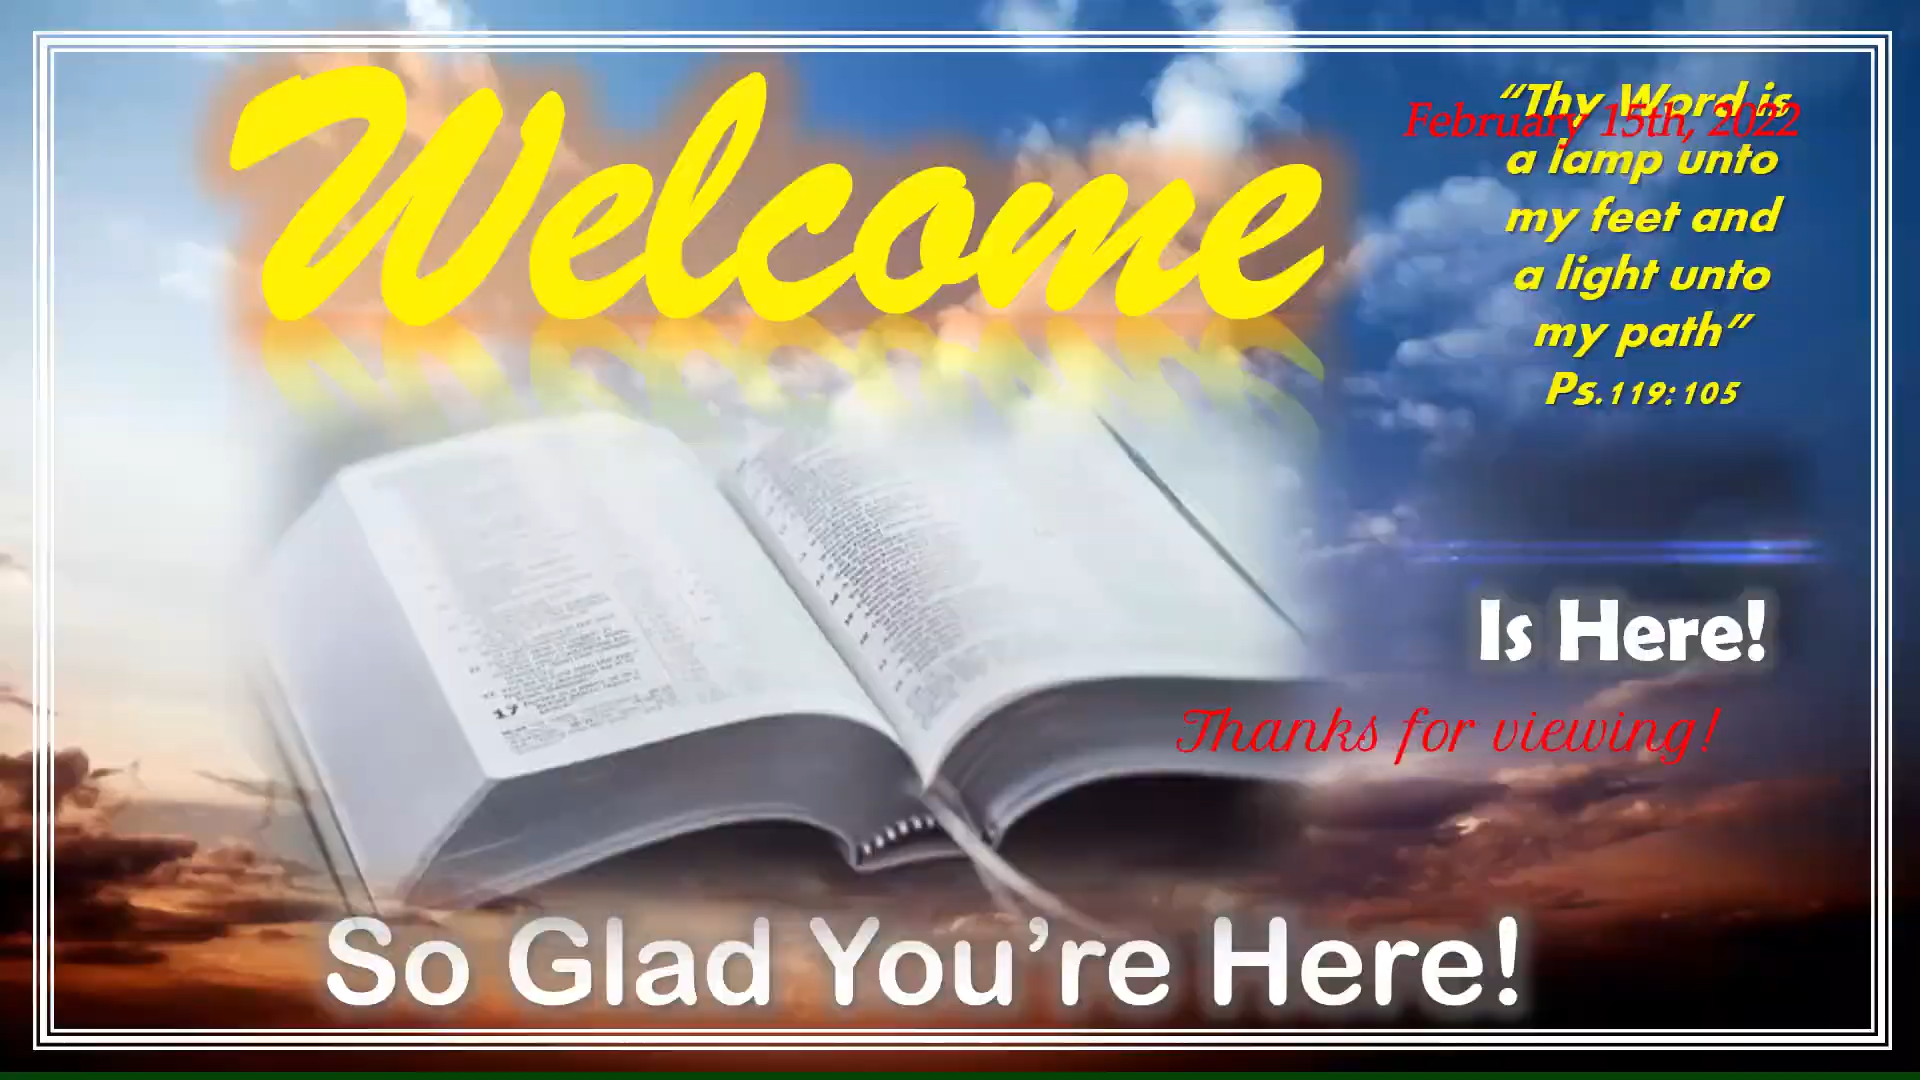 Welcome
“Thy Word is
February 15th, 2022
a lamp unto
my feet and
a light unto
my path”
Ps.119:105
Is Here!
Thanks for viewing!
17
So Glad You’re Here!